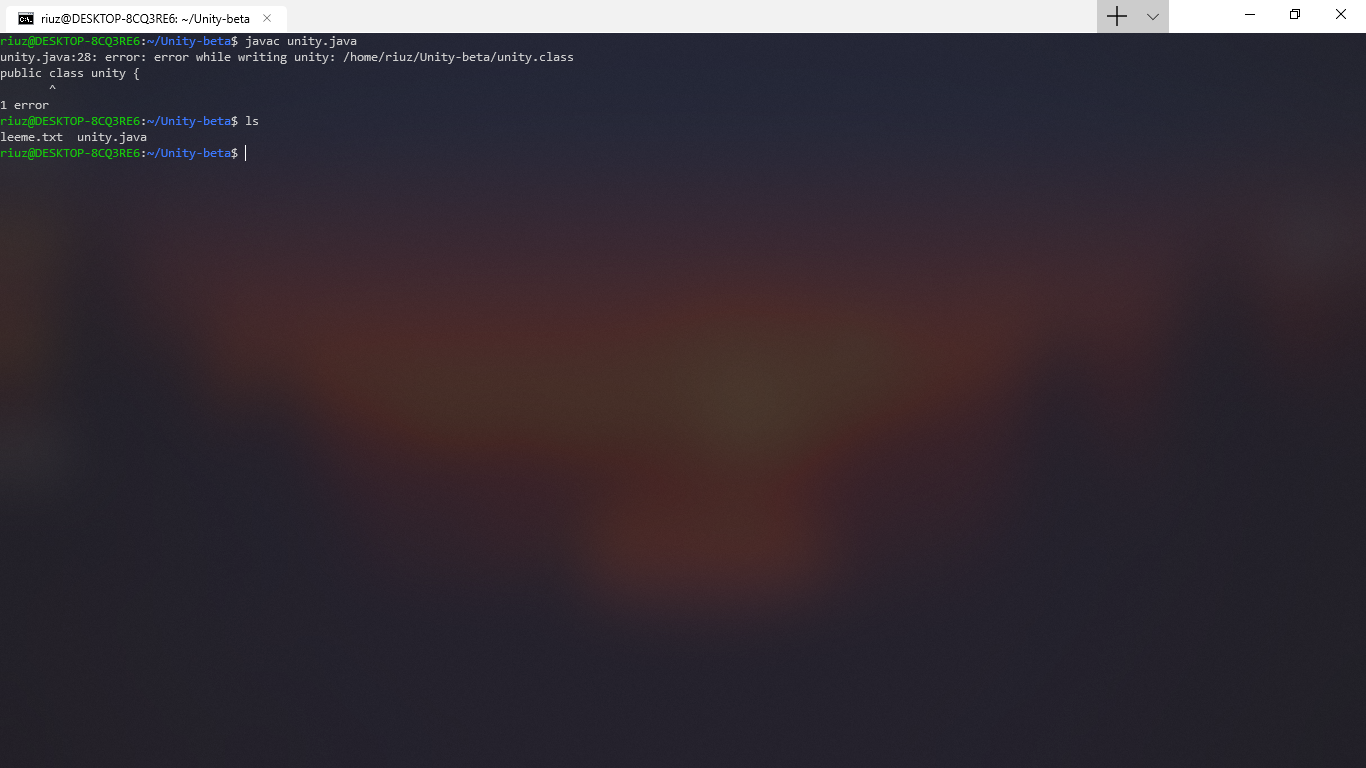 riuz@DESKTOP-8CQ3RE6: ~/Unity-beta
riuz@DESKTOP-8CQ3RE6:~/Unity-beta$ javac unity.java
unity.java:28: error: error while writing unity: /home/riuz/Unity-beta/unity.class
public class unity {
^
1 error
riuz@DESKTOP-8CQ3RE6:~/Unity-beta$ ls
leeme.txt  unity.java
riuz@DESKTOP-8CQ3RE6:~/Unity-beta$